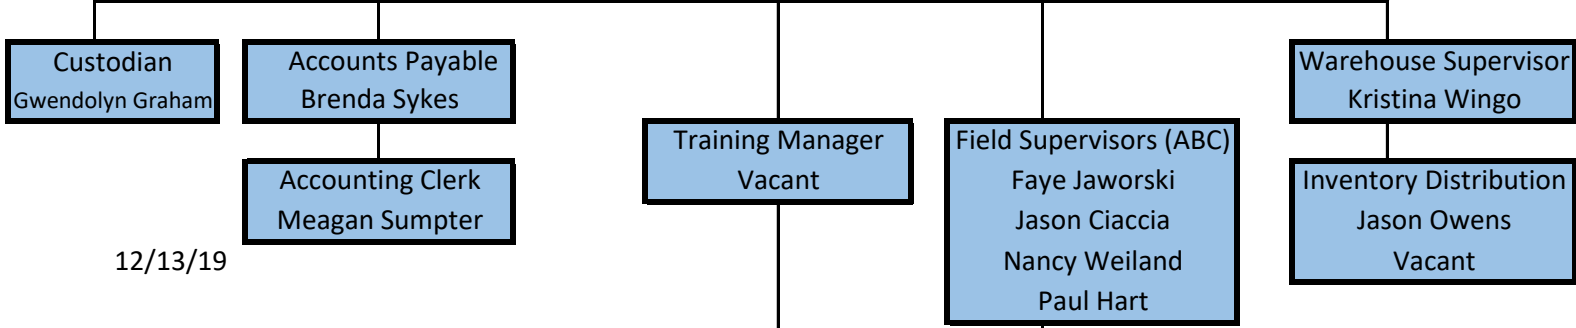 Custodian
Gwendolyn Graham
Accounts Payable
Brenda Sykes
Accounting Clerk
Meagan Sumpter
12/13/19
Training Manager
Vacant
Field Supervisors (ABC)
Faye Jaworski
Jason Ciaccia
Nancy Weiland
Paul Hart
Warehouse Supervisor
Kristina Wingo
Inventory Distribution
Jason Owens
Vacant